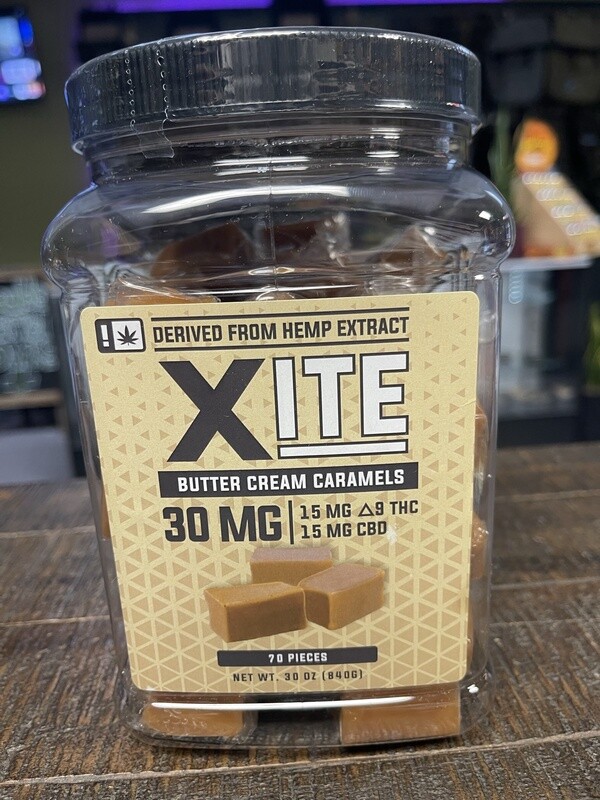 ! DERIVED FROM HEMP EXTRACT
XITE
BUTTER CREAM CARAMELS
30 MG
15 MG △9 THC
15 MG CBD
70 PIECES
NET WT. 30 OZ (840G)